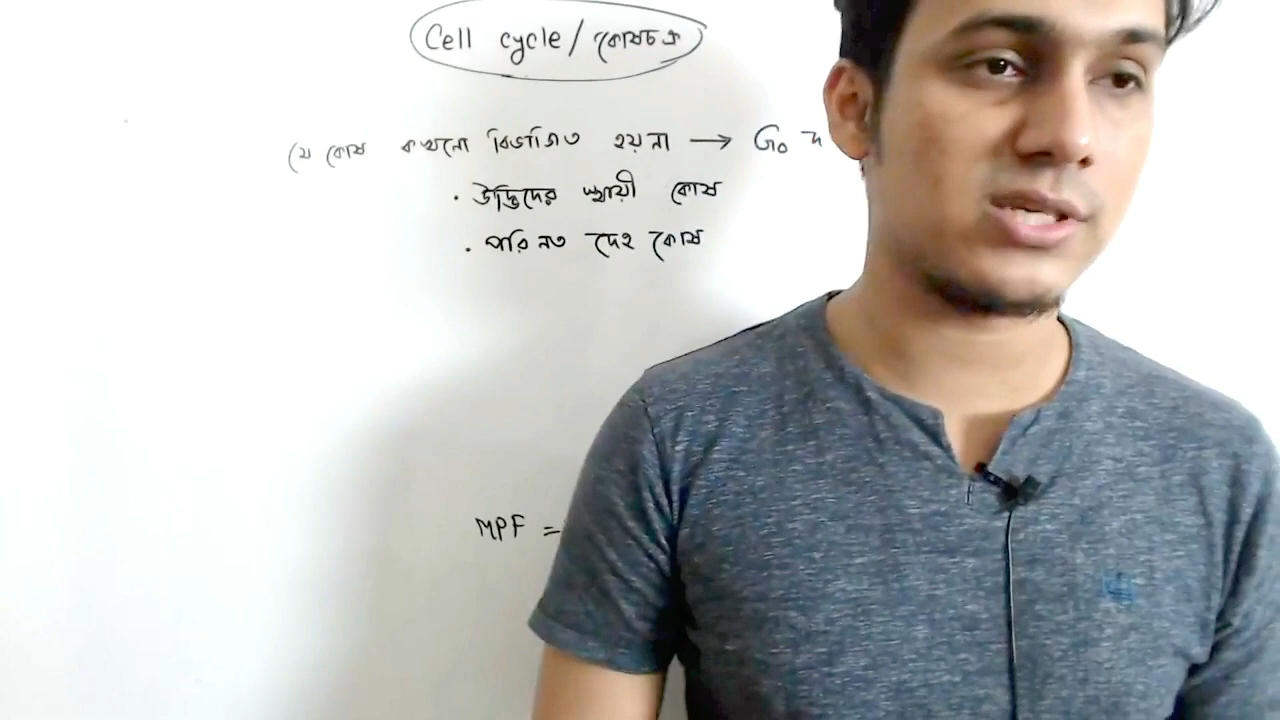 Cell cycle / কোষচক্র
যে কোষ কখনো বিভাজিত হয় না → G₀
• উদ্ভিদের স্থায়ী কোষ
• পরিনত দেহ কোষ
MPF =